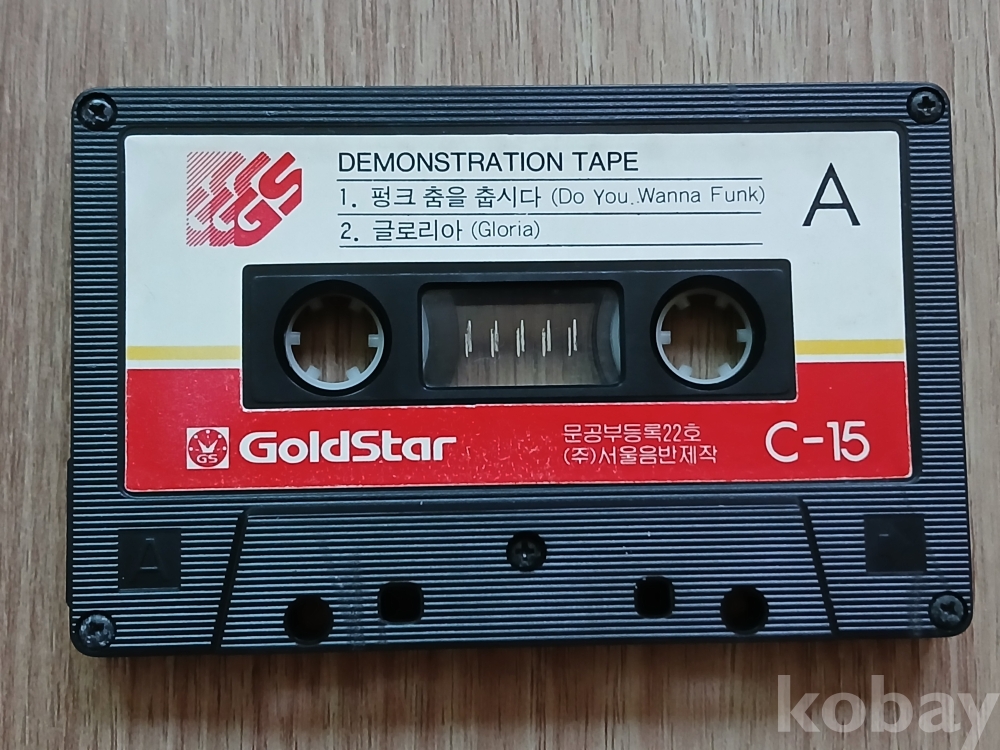 GS
DEMONSTRATION TAPE
1. 펑크 춤을 춥시다 (Do You..Wanna Funk)
2. 글로리아 (Gloria)
A
GS GoldStar
문공부등록22호
(주)서울음반제작
C-15
A
kobay